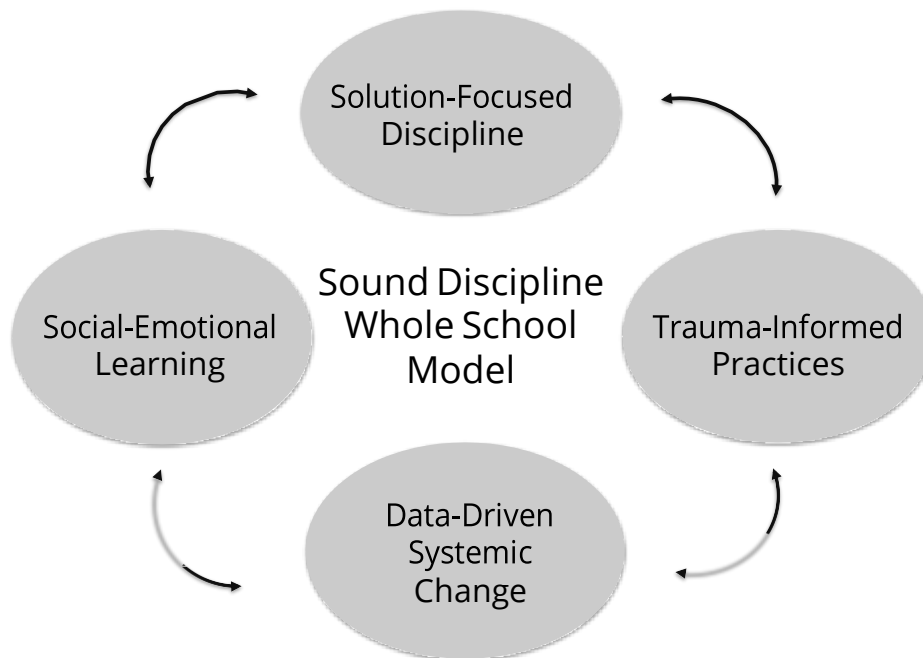 Solution-Focused
Discipline
Sound Discipline
Whole School
Model
Social-Emotional
Learning
Trauma-Informed
Practices
Data-Driven
Systemic
Change